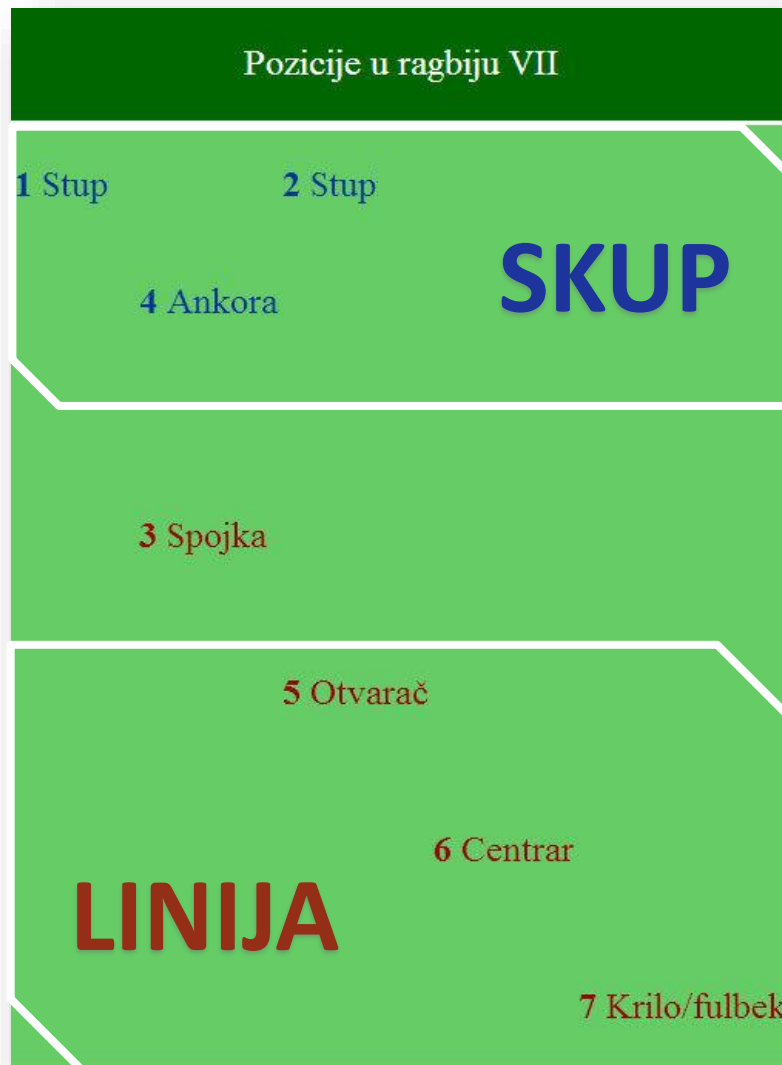 Pozicije u ragbiju VII
1 Stup 2 Stup
SKUP
4 Ankora
3 Spojka
5 Otvarač
6 Centrar
LINIJA
7 Krilo/fulbek